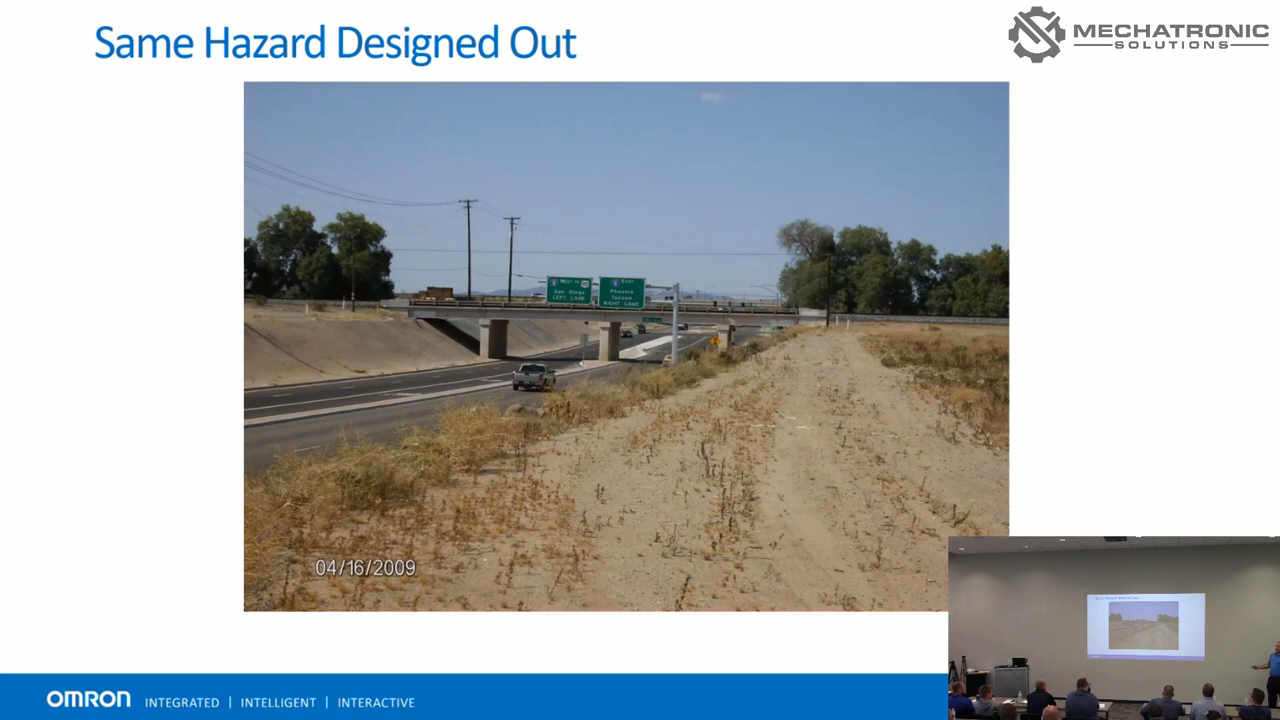 Same Hazard Designed Out
MECHATRONIC
SOLUTIONS
West to
San Diego
LEFT LANE
East
Phoenix
Tucson
RIGHT LANE
04/16/2009
OMRON INTEGRATED | INTELLIGENT | INTERACTIVE